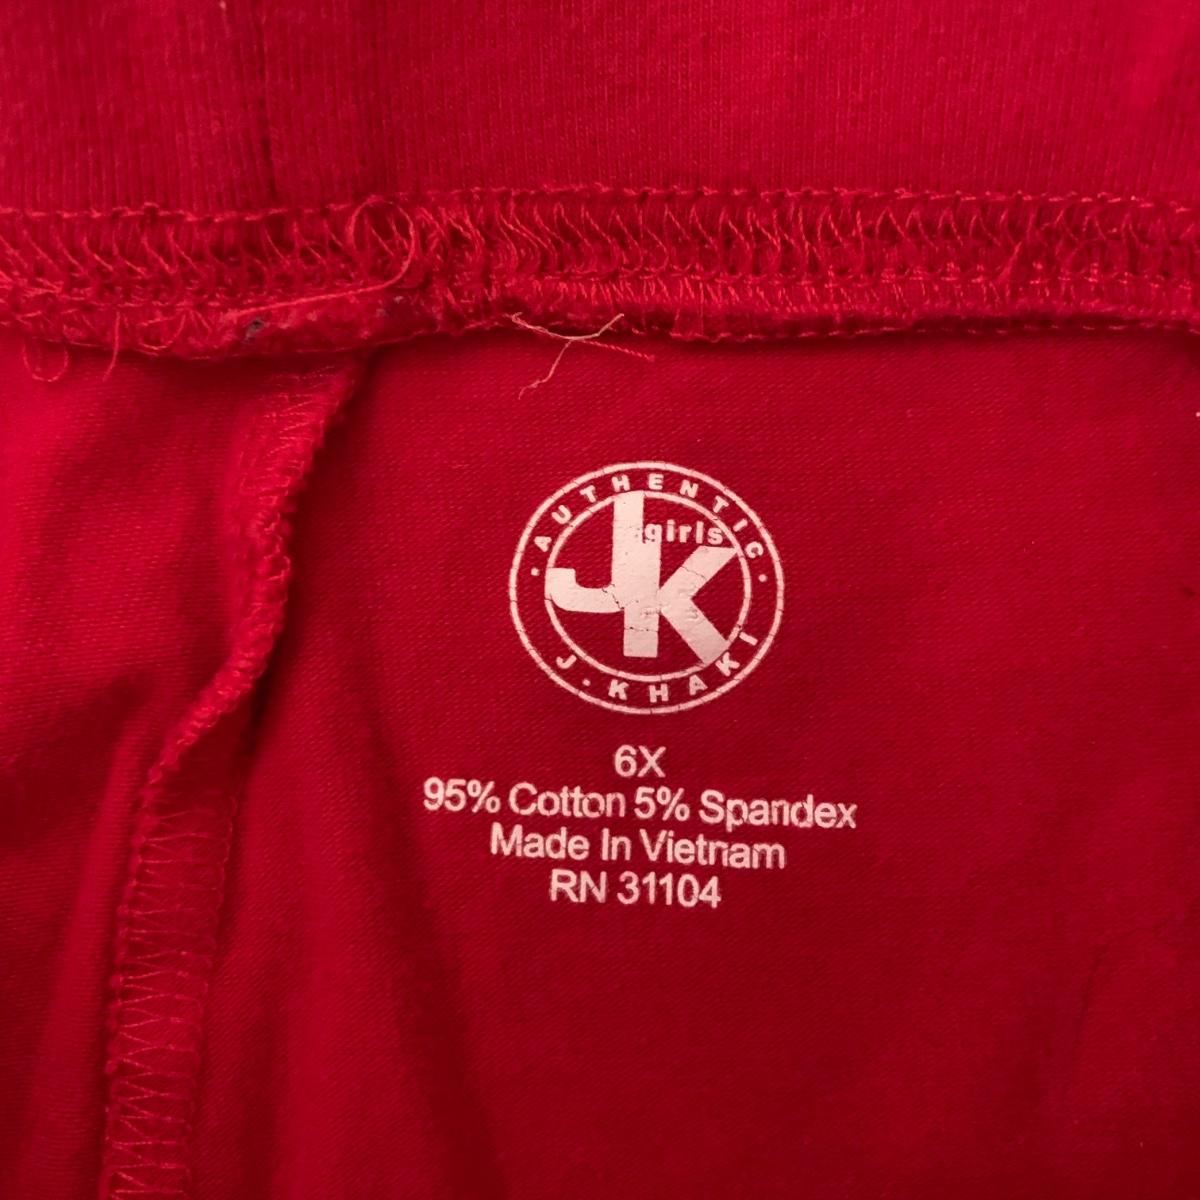 AUTHENTIC
girls
JK
J. KHAKI
6X
95% Cotton 5% Spandex
Made In Vietnam
RN 31104